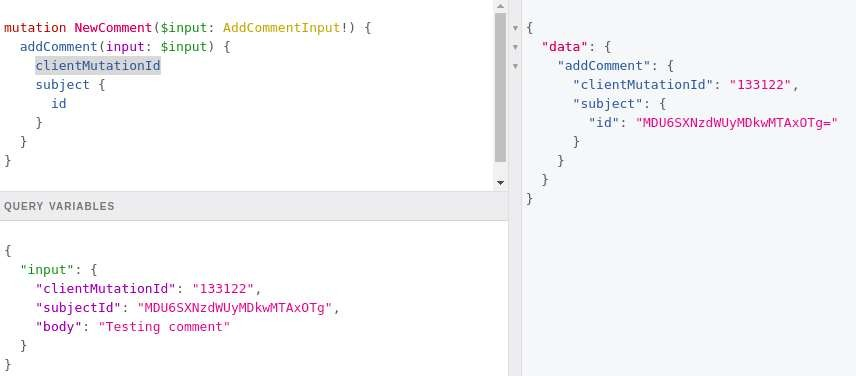 mutation NewComment($input: AddCommentInput!) {
  addComment(input: $input) {
    clientMutationId
    subject {
      id
    }
  }
}
QUERY VARIABLES
{
  "input": {
    "clientMutationId": "133122",
    "subjectId": "MDU6SXNzdWUyMDkwMTAxOTg",
    "body": "Testing comment"
  }
}
{
  "data": {
    "addComment": {
      "clientMutationId": "133122",
      "subject": {
        "id": "MDU6SXNzdWUyMDkwMTAxOTg="
      }
    }
  }
}